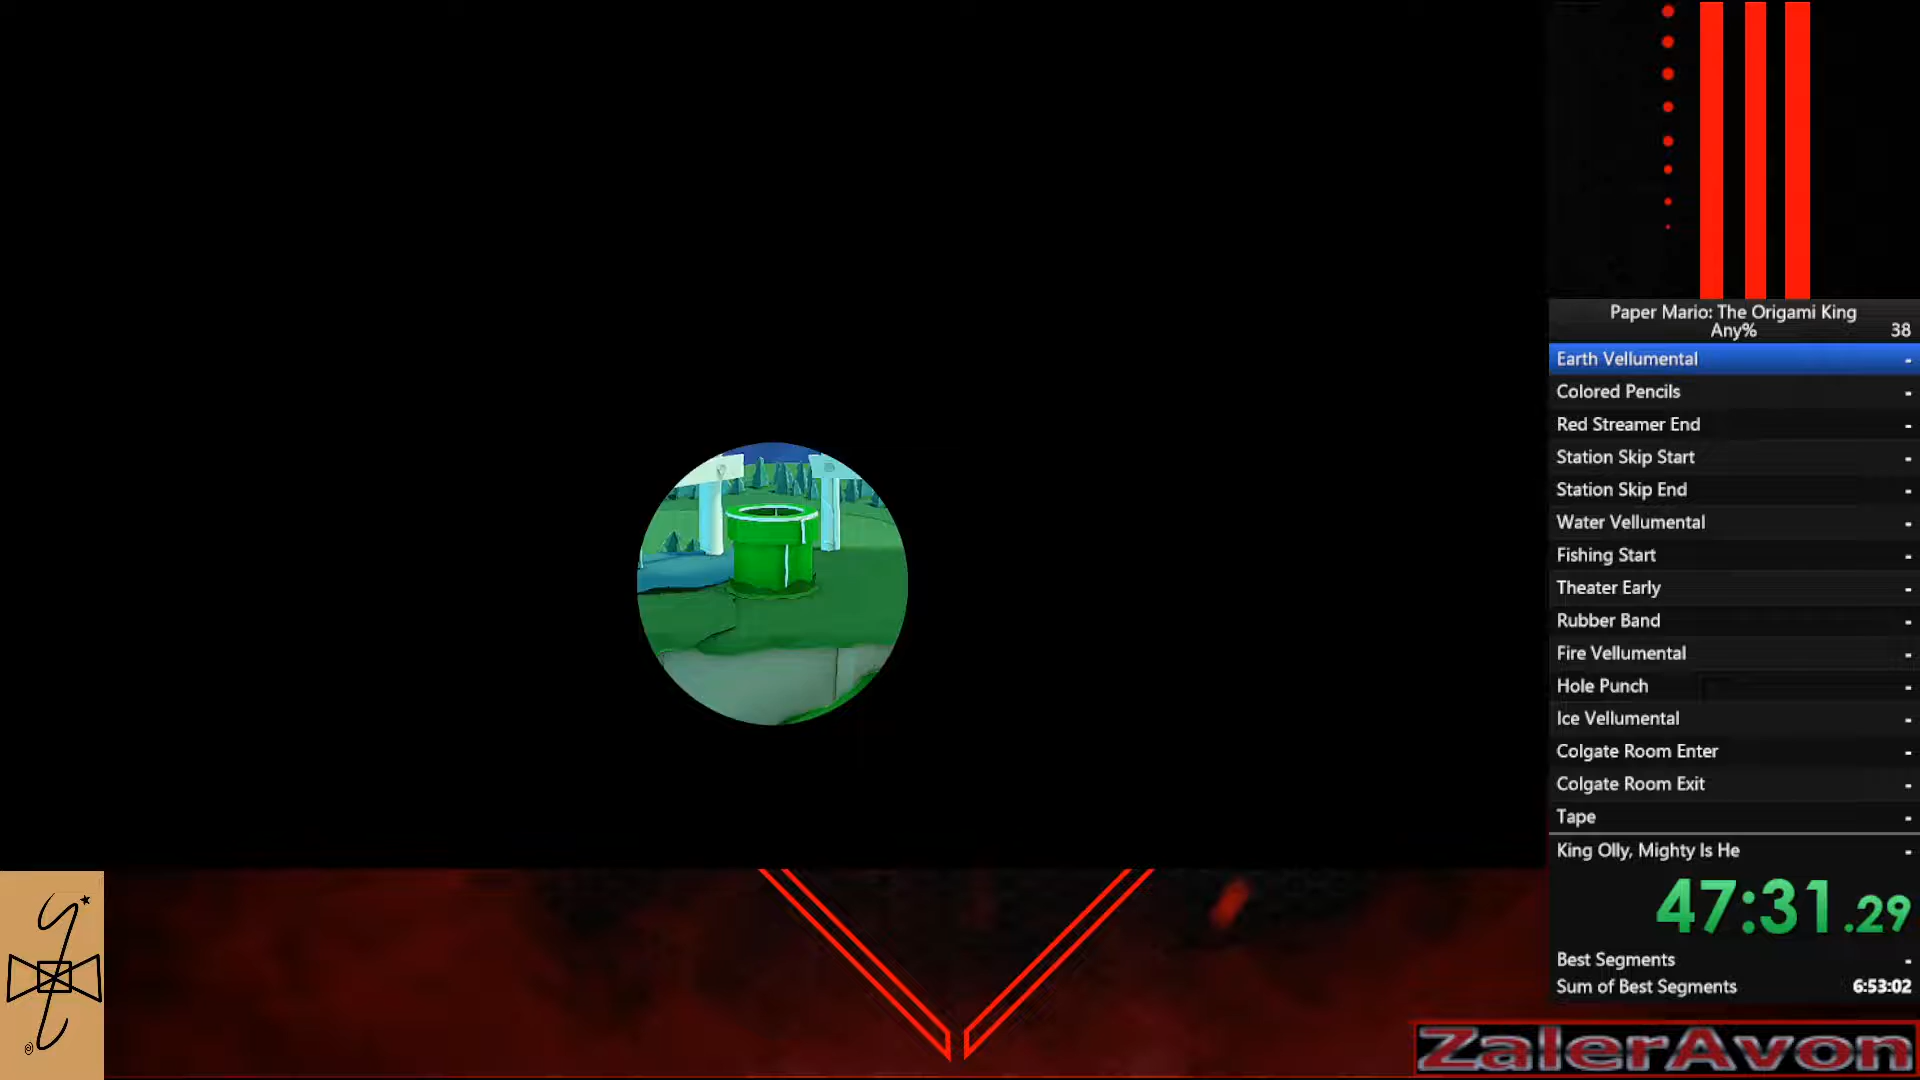 Paper Mario: The Origami King
Any% 38
Earth Vellumental -
Colored Pencils -
Red Streamer End -
Station Skip Start -
Station Skip End -
Water Vellumental -
Fishing Start -
Theater Early -
Rubber Band -
Fire Vellumental -
Hole Punch -
Ice Vellumental -
Colgate Room Enter -
Colgate Room Exit -
Tape -
King Olly, Mighty Is He -
47:31.29
Best Segments -
Sum of Best Segments 6:53:02
ZalerAvon